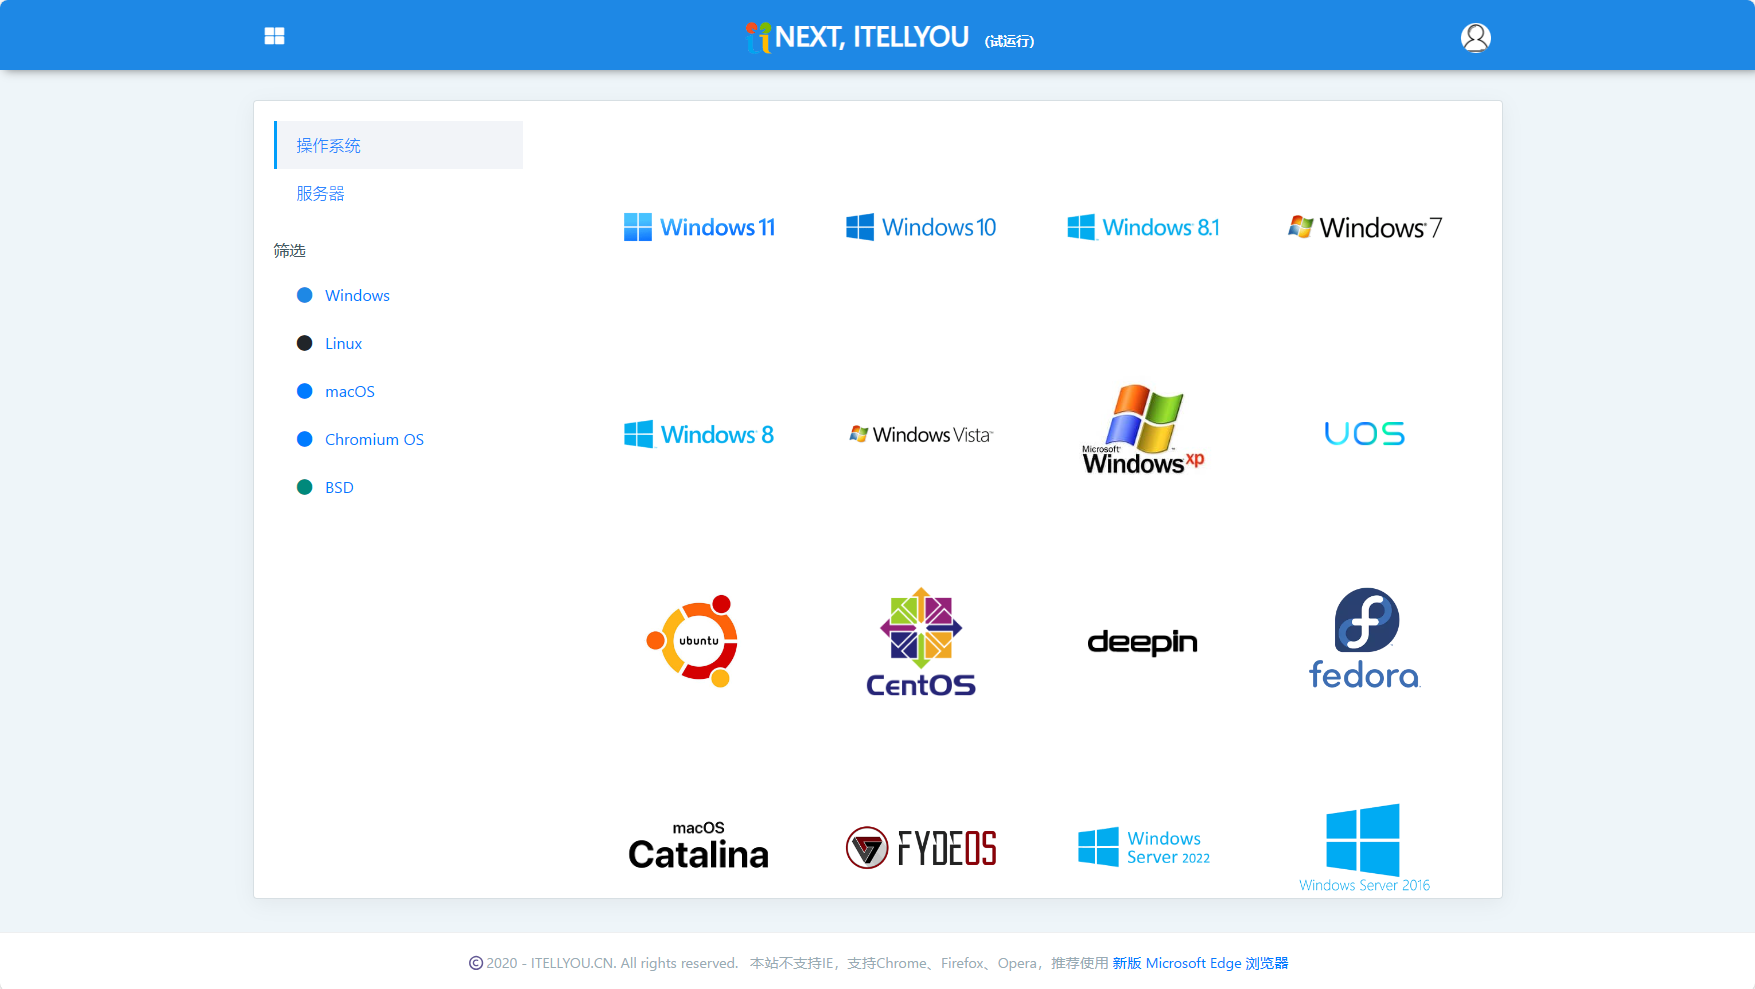 NEXT, ITELLYOU (试运行)
操作系统
服务器
筛选
Windows
Linux
macOS
Chromium OS
BSD
Windows 11
Windows 10
Windows 8.1
Windows 7
Windows 8
Windows Vista
Microsoft
Windows xp
UOS
ubuntu
CentOS
deepin
fedora
macOS
Catalina
FYDEOS
Windows
Server 2022
Windows Server 2016
© 2020 - ITELLYOU.CN. All rights reserved. 本站不支持IE，支持Chrome、Firefox、Opera，推荐使用 新版 Microsoft Edge 浏览器